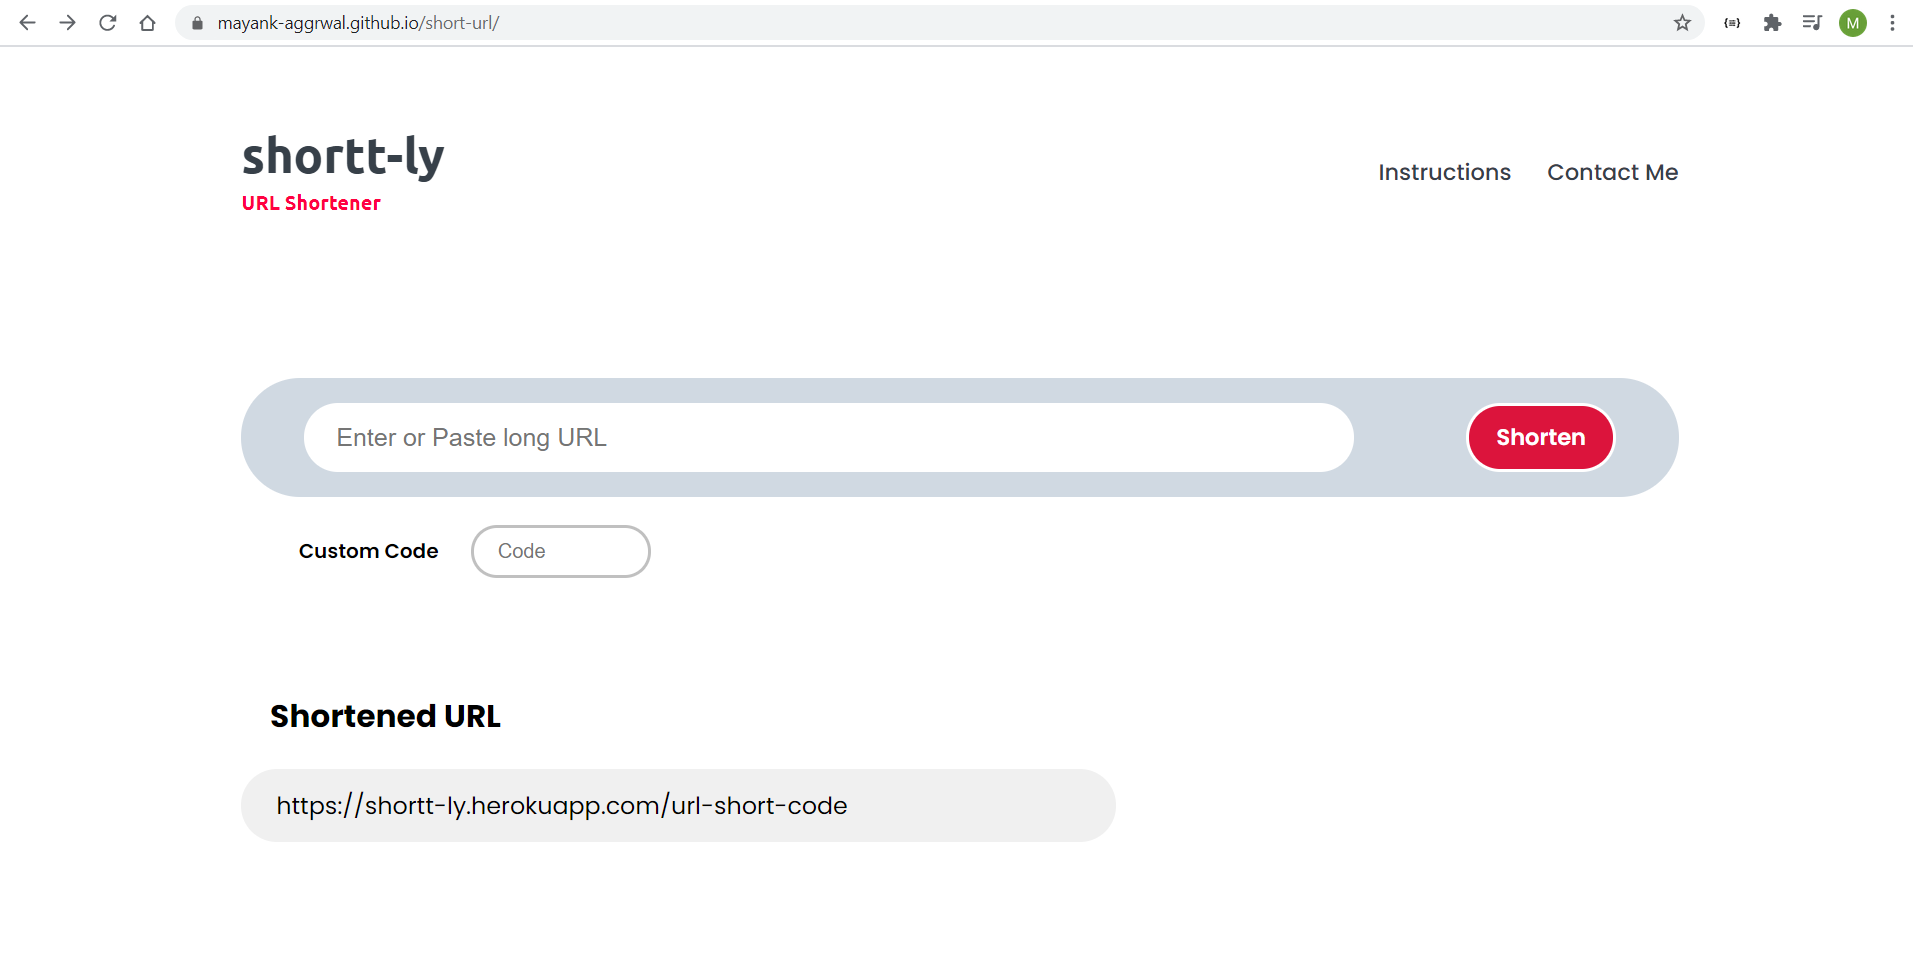 mayank-aggrwal.github.io/short-url/
M
shortt-ly
URL Shortener
Instructions Contact Me
Enter or Paste long URL
Shorten
Custom Code
Code
Shortened URL
https://shortt-ly.herokuapp.com/url-short-code